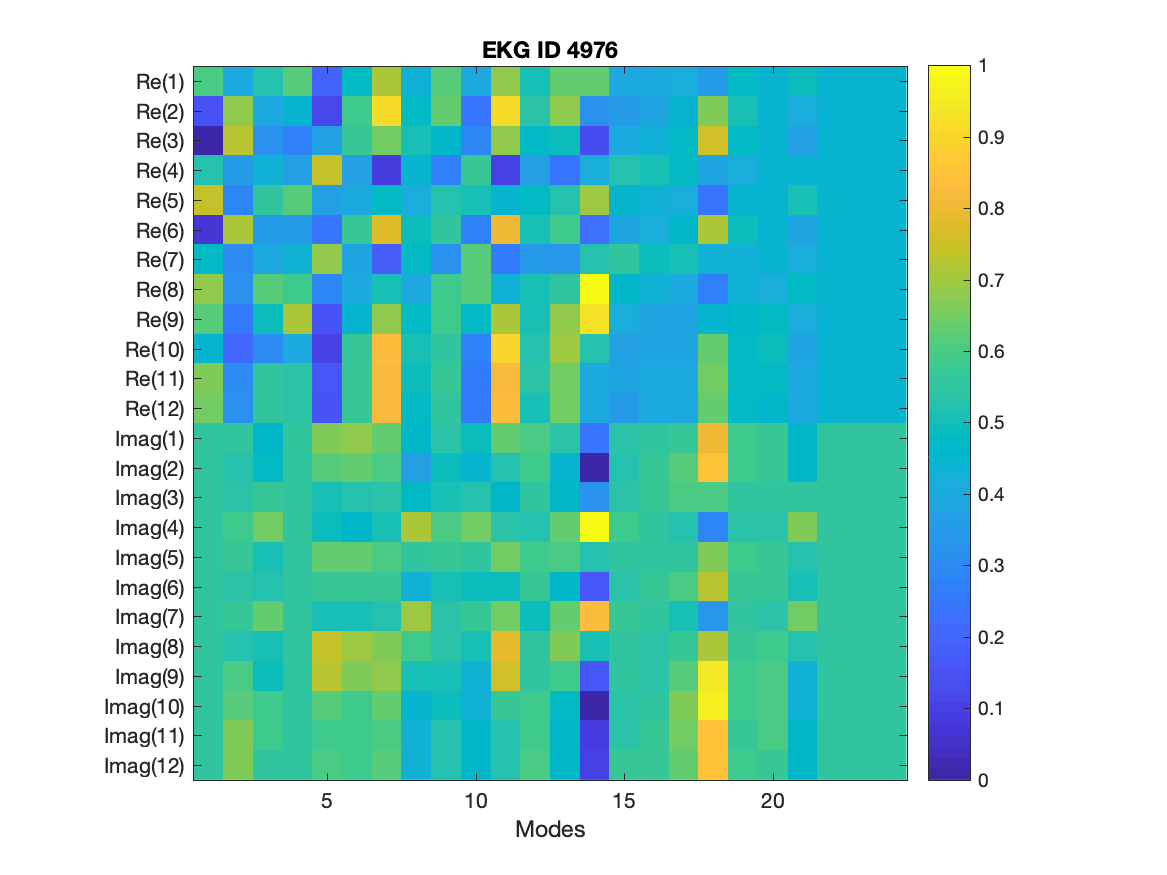 EKG ID 4976
Re(1)
Re(2)
Re(3)
Re(4)
Re(5)
Re(6)
Re(7)
Re(8)
Re(9)
Re(10)
Re(11)
Re(12)
Imag(1)
Imag(2)
Imag(3)
Imag(4)
Imag(5)
Imag(6)
Imag(7)
Imag(8)
Imag(9)
Imag(10)
Imag(11)
Imag(12)
5 10 15 20
Modes
1
0.9
0.8
0.7
0.6
0.5
0.4
0.3
0.2
0.1
0